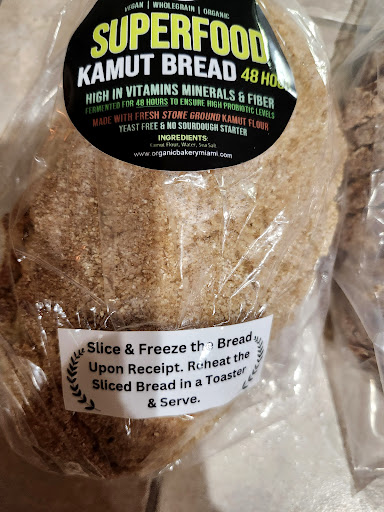 VEGAN | WHOLEGRAIN | ORGANIC
SUPERFOOD
KAMUT BREAD 48 HOU
HIGH IN VITAMINS MINERALS & FIBER
FERMENTED FOR 48 HOURS TO ENSURE HIGH PROBIOTIC LEVELS
MADE WITH FRESH STONE GROUND KAMUT FLOUR
YEAST FREE & NO SOURDOUGH STARTER
INGREDIENTS:
Kamut Flour, Water, Sea Salt
www.organicbakerymiami.com
Slice & Freeze the Bread
Upon Receipt. Reheat the
Sliced Bread in a Toaster
& Serve.